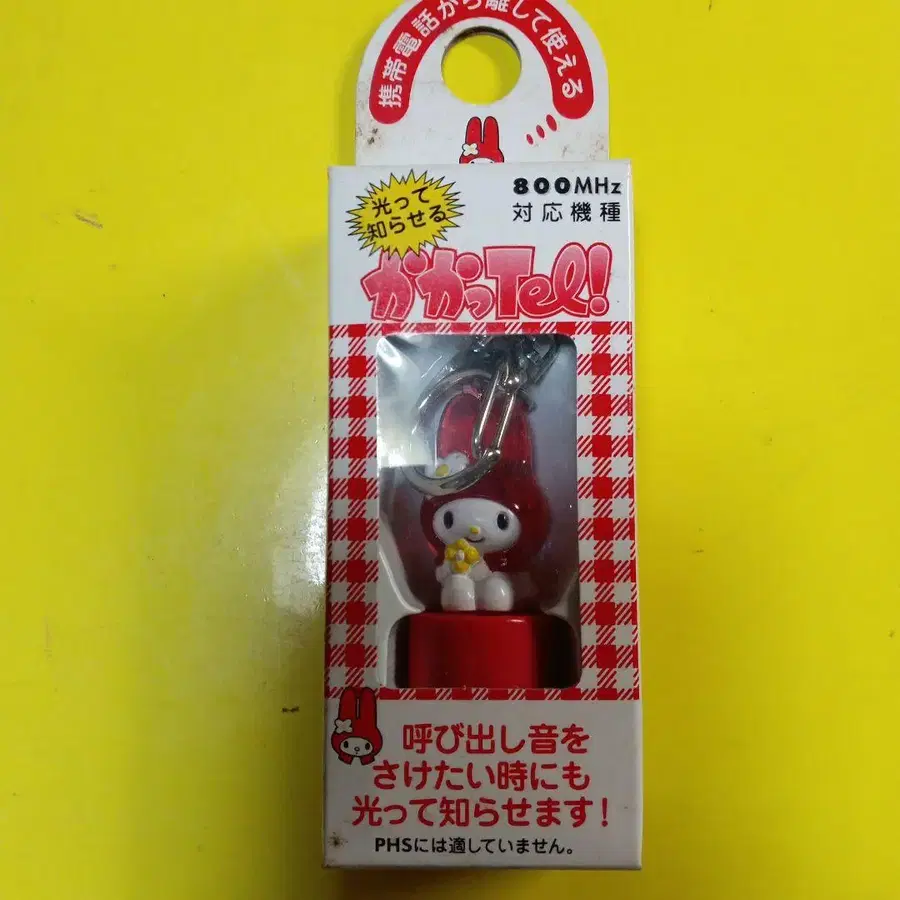 携帯電話から離して使える
光って
知らせる
800MHz
対応機種
かかっTel!
呼び出し音を
さけたい時にも
光って知らせます!
PHSには適していません。